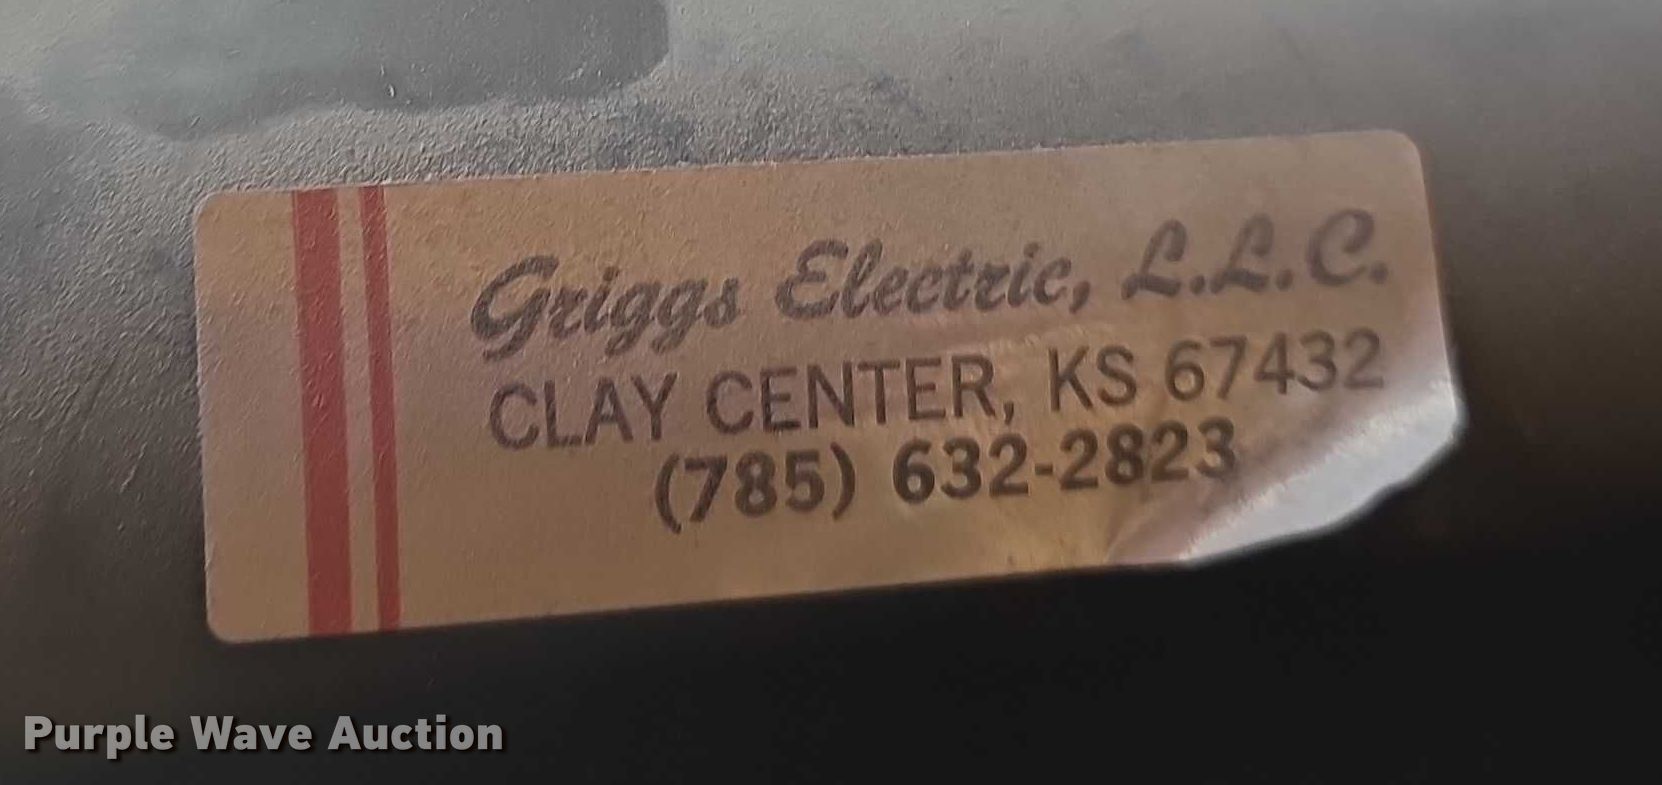 Griggs Electric, L.L.C.
CLAY CENTER, KS 67432
(785) 632-2823
Purple Wave Auction